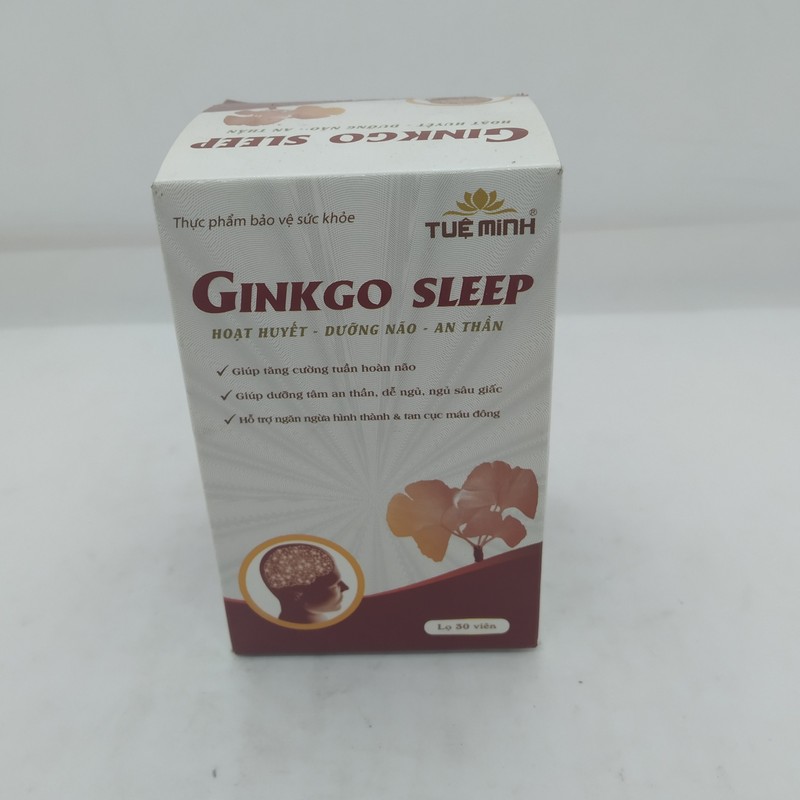 GINKGO SLEEP
HOẠT HUYẾT - DƯỠNG NÃO - AN THẦN
Thực phẩm bảo vệ sức khỏe
TUỆ MINH®
GINKGO SLEEP
HOẠT HUYẾT - DƯỠNG NÃO - AN THẦN
✓ Giúp tăng cường tuần hoàn não
✓ Giúp dưỡng tâm an thần, dễ ngủ, ngủ sâu giấc
✓ Hỗ trợ ngăn ngừa hình thành & tan cục máu đông
Lọ 30 viên